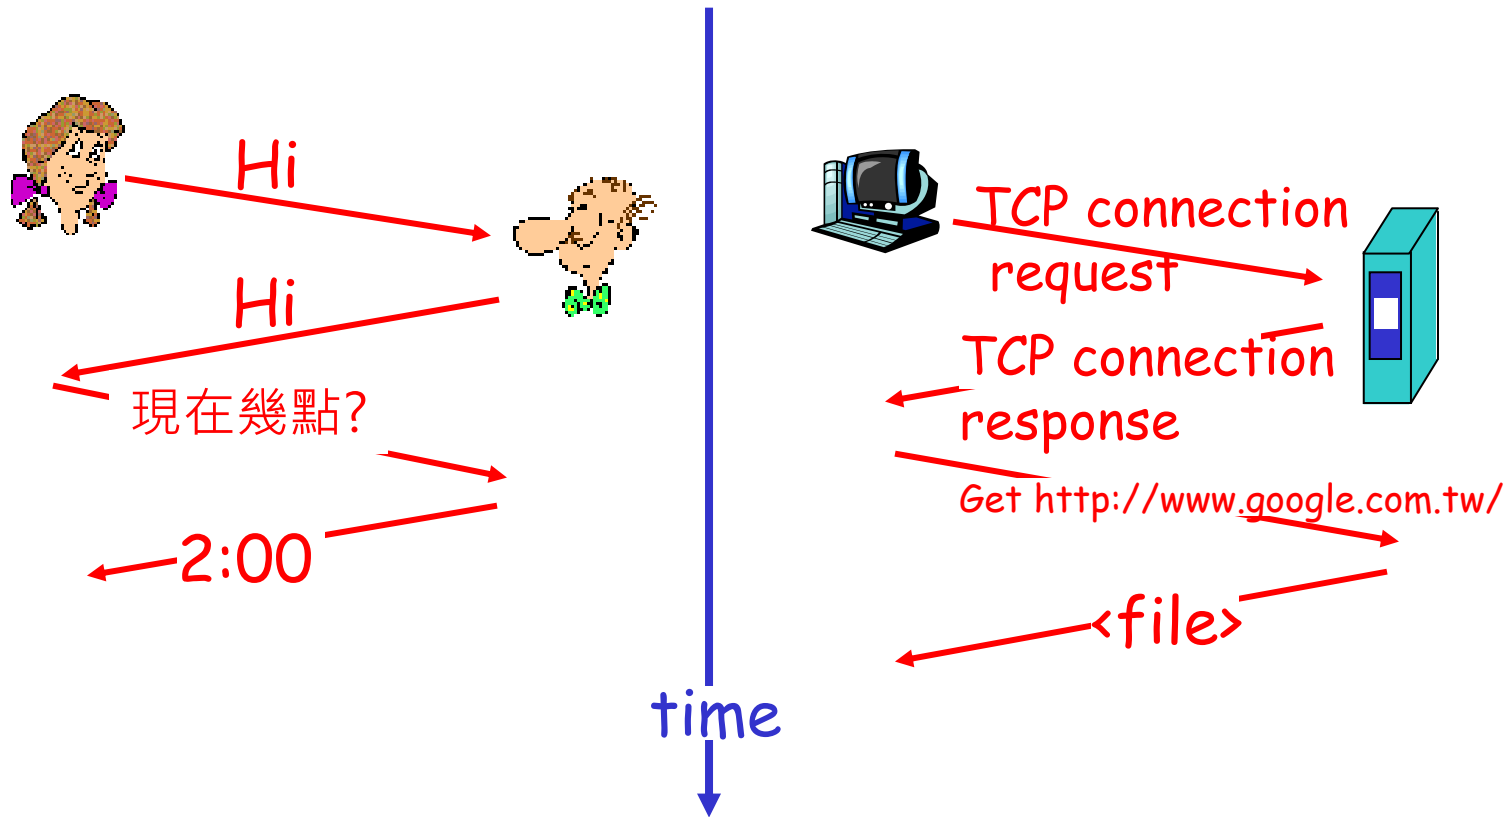 Hi
Hi
現在幾點?
2:00
TCP connection
request
TCP connection
response
Get http://www.google.com.tw/
<file>
time